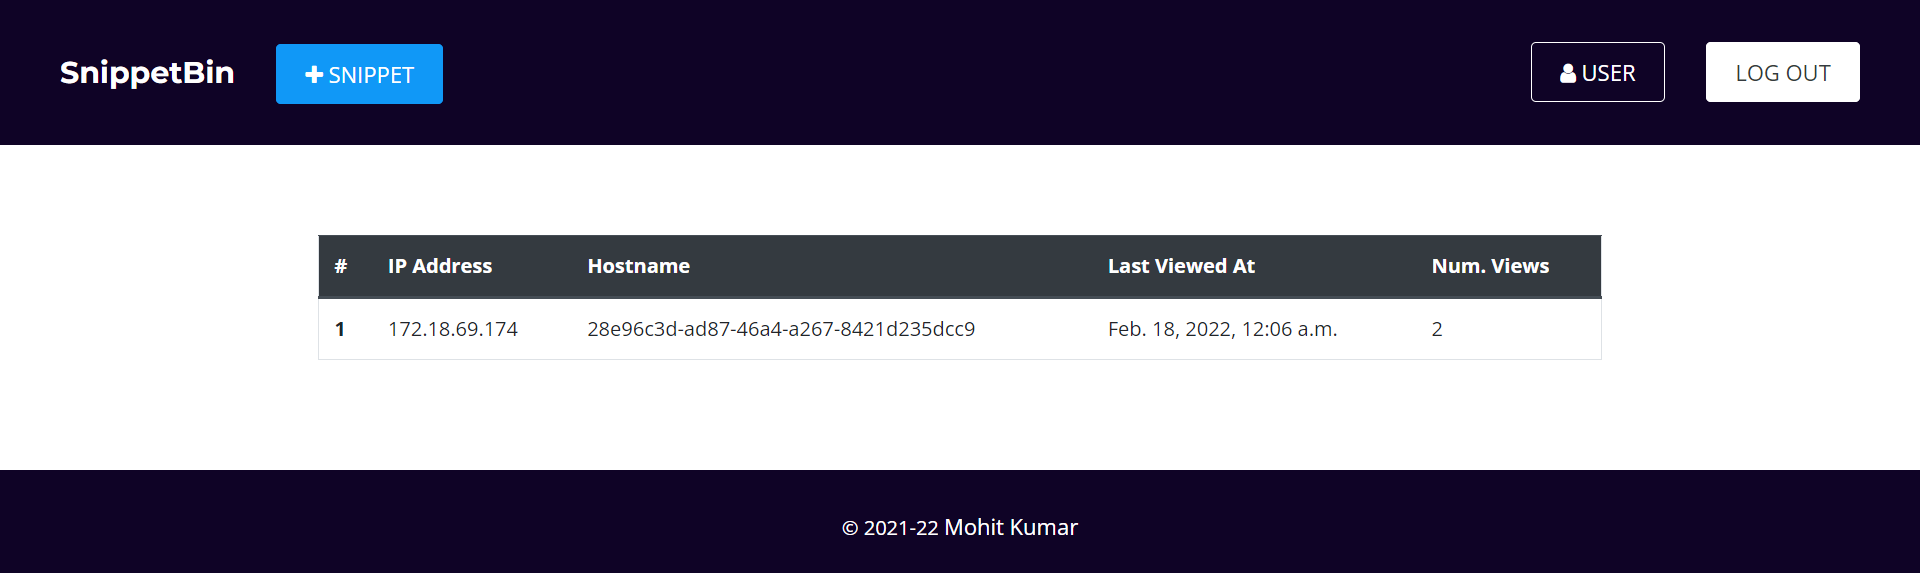 SnippetBin SNIPPET USER LOG OUT
# IP Address Hostname Last Viewed At Num. Views
1 172.18.69.174 28e96c3d-ad87-46a4-a267-8421d235dcc9 Feb. 18, 2022, 12:06 a.m. 2
© 2021-22 Mohit Kumar